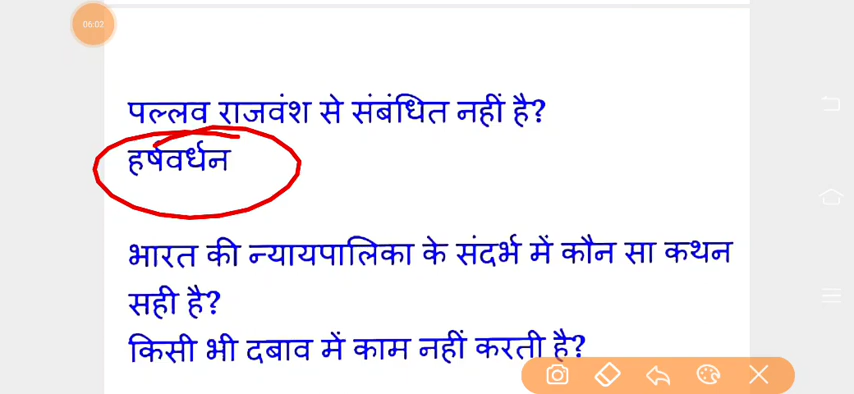 06:02
पल्लव राजवंश से संबंधित नहीं है?
हर्षवर्धन
भारत की न्यायपालिका के संदर्भ में कौन सा कथन
सही है?
किसी भी दबाव में काम नहीं करती है?